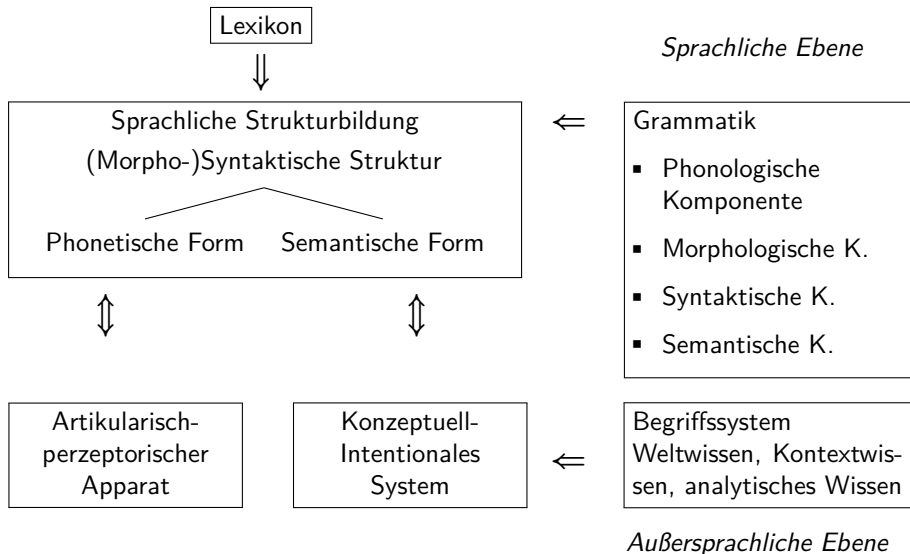 Lexikon
Sprachliche Ebene
Sprachliche Strukturbildung
(Morpho-)Syntaktische Struktur
Phonetische Form
Semantische Form
Grammatik
Phonologische
Komponente
Morphologische K.
Syntaktische K.
Semantische K.
Artikularisch-
perzeptorischer
Apparat
Konzeptuell-
Intentionales
System
Begriffssystem
Weltwissen, Kontextwis-
sen, analytisches Wissen
Außersprachliche Ebene